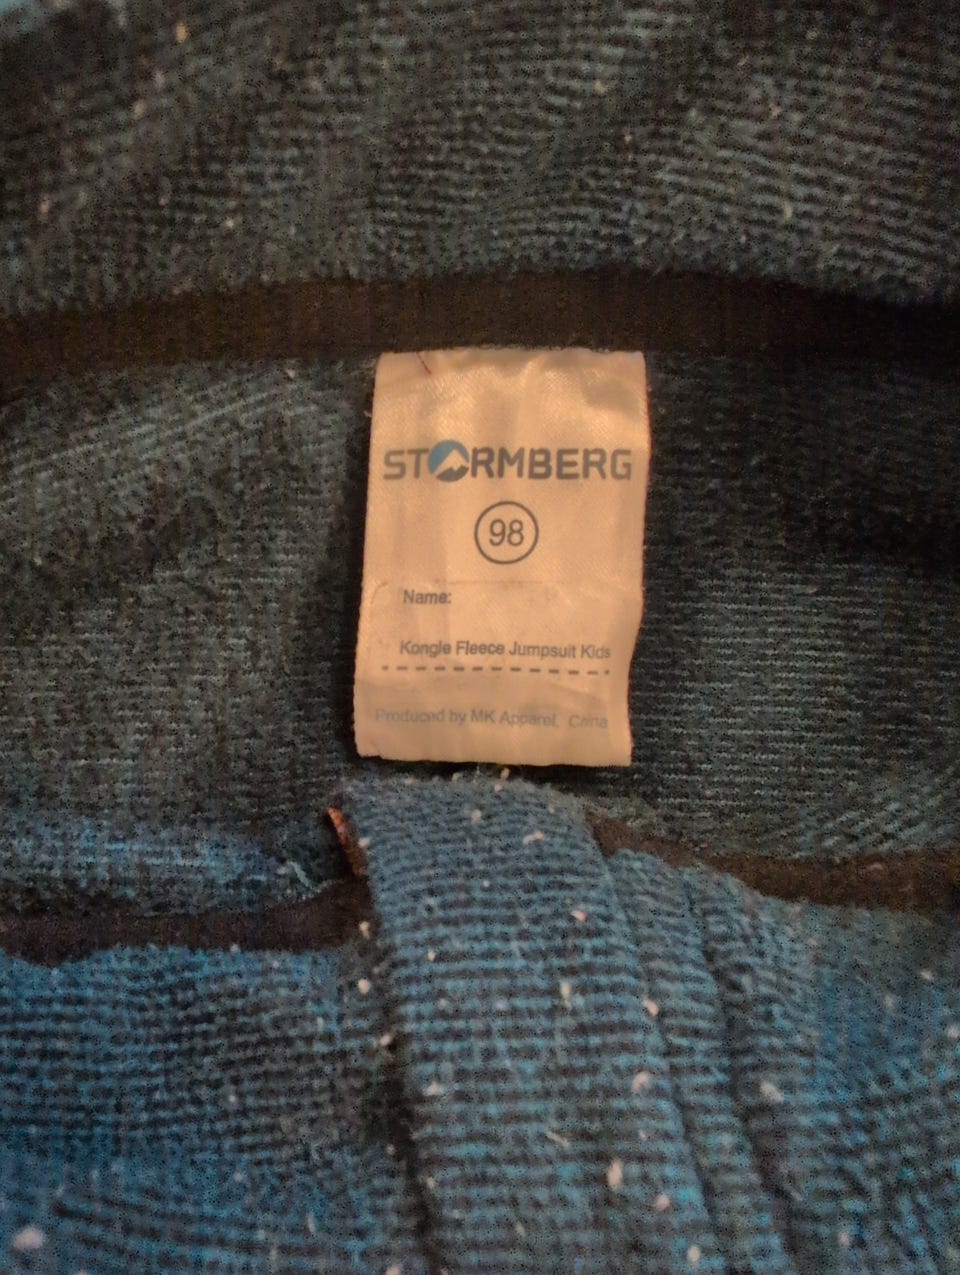 STORMBERG
98
Name:
Kongle Fleece Jumpsuit Kids
Produced by MK Apparel, China